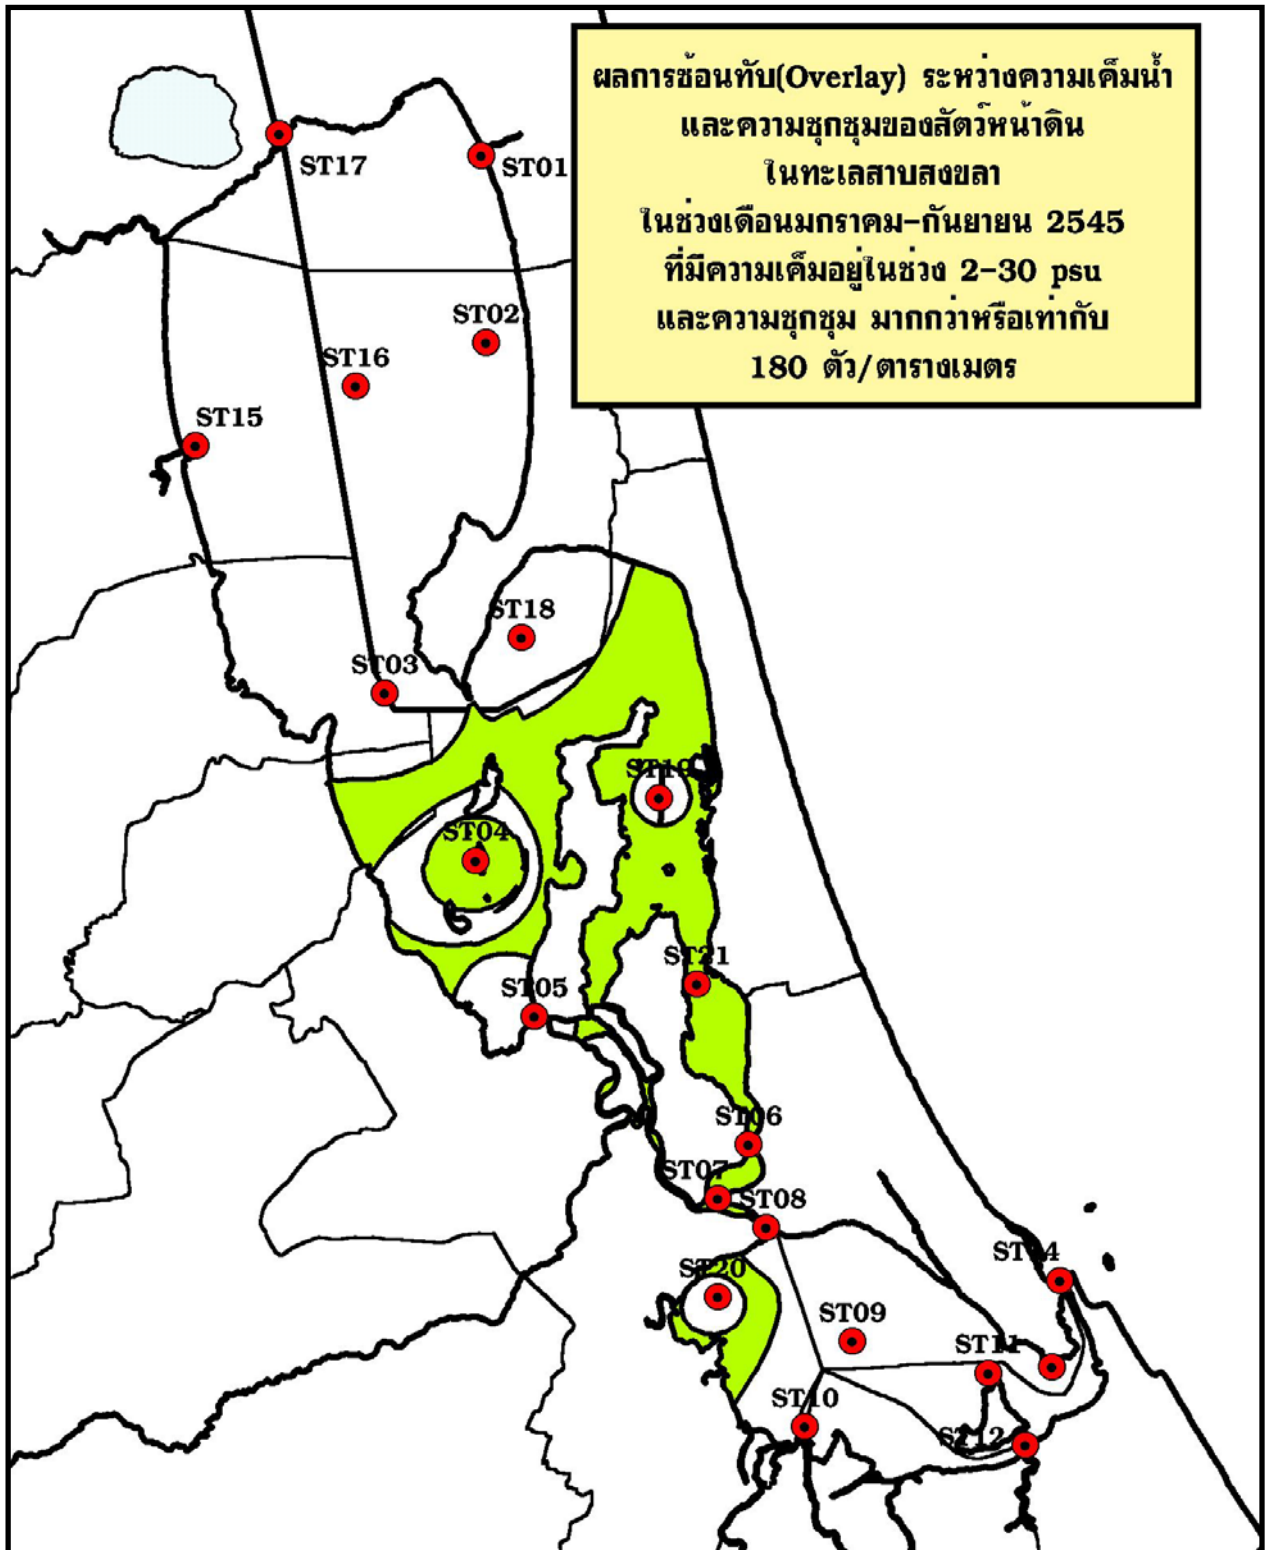 ผลการซ้อนทับ(Overlay) ระหว่างความเค็มน้ำ
และความชุกชุมของสัตว์หน้าดิน
ในทะเลสาบสงขลา
ในช่วงเดือนมกราคม-กันยายน 2545
ที่มีความเค็มอยู่ในช่วง 2-30 psu
และความชุกชุม มากกว่าหรือเท่ากับ
180 ตัว/ตารางเมตร
ST17
ST01
ST02
ST16
ST15
ST18
ST03
ST19
ST04
ST21
ST05
ST06
ST07
ST08
ST14
ST20
ST09
ST11
ST10
ST12